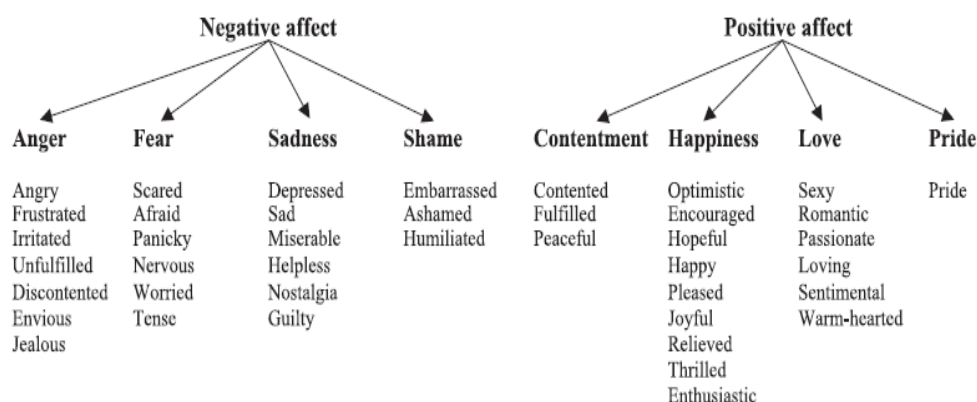 Negative affect Positive affect
Anger Fear Sadness Shame Contentment Happiness Love Pride
Angry Scared Depressed Embarrassed Contented Optimistic Sexy Pride
Frustrated Afraid Sad Ashamed Fulfilled Encouraged Romantic
Irritated Panicky Miserable Humiliated Peaceful Hopeful Passionate
Unfulfilled Nervous Helpless Happy Loving
Discontented Worried Nostalgia Pleased Sentimental
Envious Tense Guilty Joyful Warm-hearted
Jealous Relieved
Thrilled
Enthusiastic